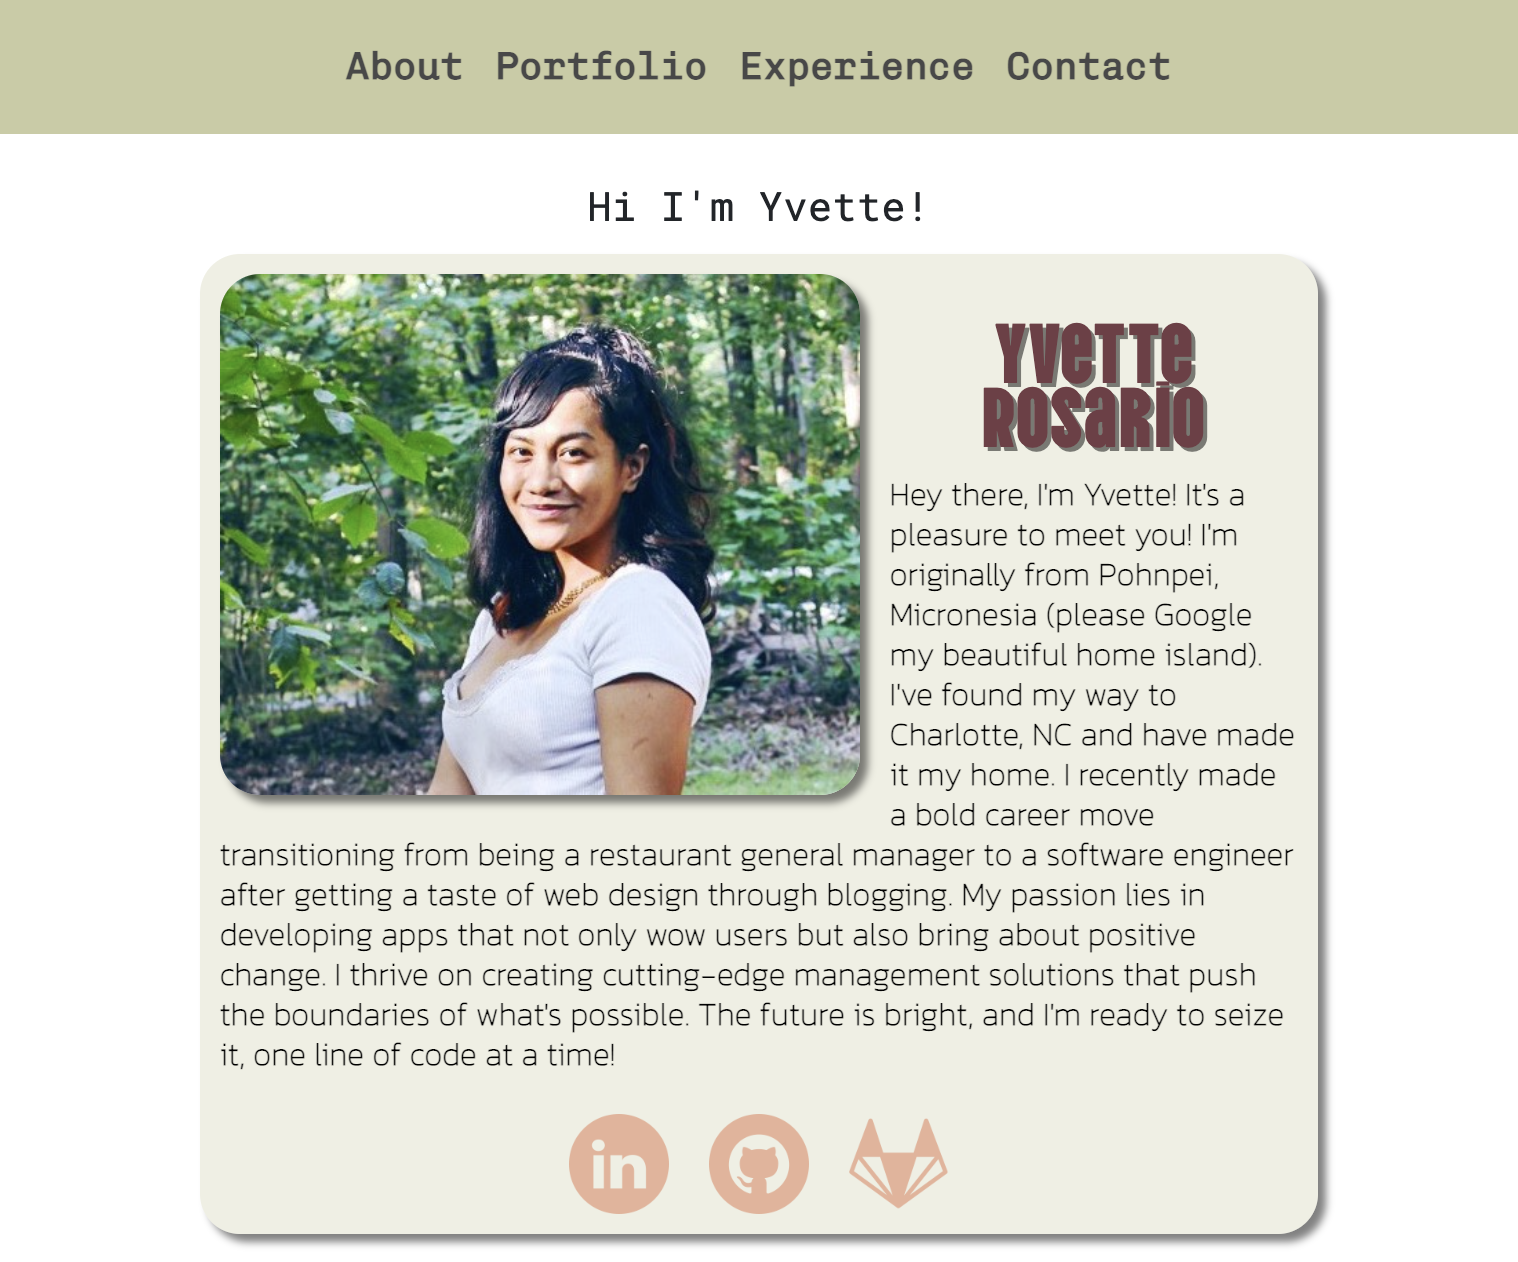 About Portfolio Experience Contact
Hi I'm Yvette!
YVeTTe
ROSaRIO
Hey there, I'm Yvette! It's a
pleasure to meet you! I'm
originally from Pohnpei,
Micronesia (please Google
my beautiful home island).
I've found my way to
Charlotte, NC and have made
it my home. I recently made
a bold career move
transitioning from being a restaurant general manager to a software engineer
after getting a taste of web design through blogging. My passion lies in
developing apps that not only wow users but also bring about positive
change. I thrive on creating cutting-edge management solutions that push
the boundaries of what's possible. The future is bright, and I'm ready to seize
it, one line of code at a time!
in